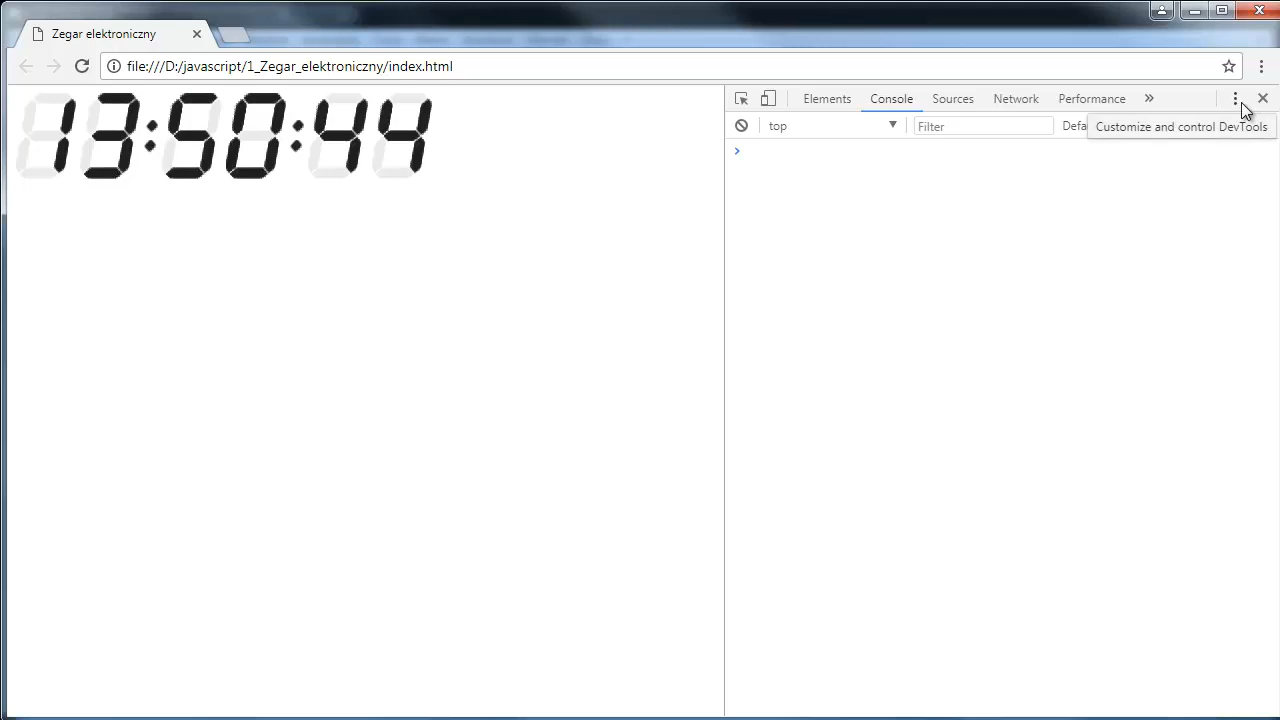 Zegar elektroniczny
file:///D:/javascript/1_Zegar_elektroniczny/index.html
13:50:44
Elements Console Sources Network Performance
top Filter Defa
Customize and control DevTools